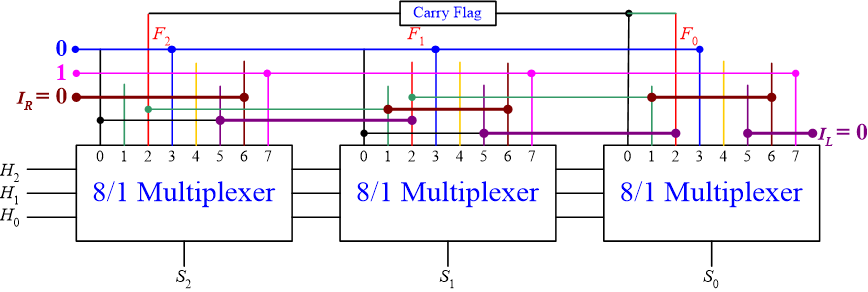 Carry Flag
F2 F1 F0
0
1
IR = 0
IL = 0
0 1 2 3 4 5 6 7 0 1 2 3 4 5 6 7 0 1 2 3 4 5 6 7
H2
H1
H0
8/1 Multiplexer 8/1 Multiplexer 8/1 Multiplexer
S2 S1 S0